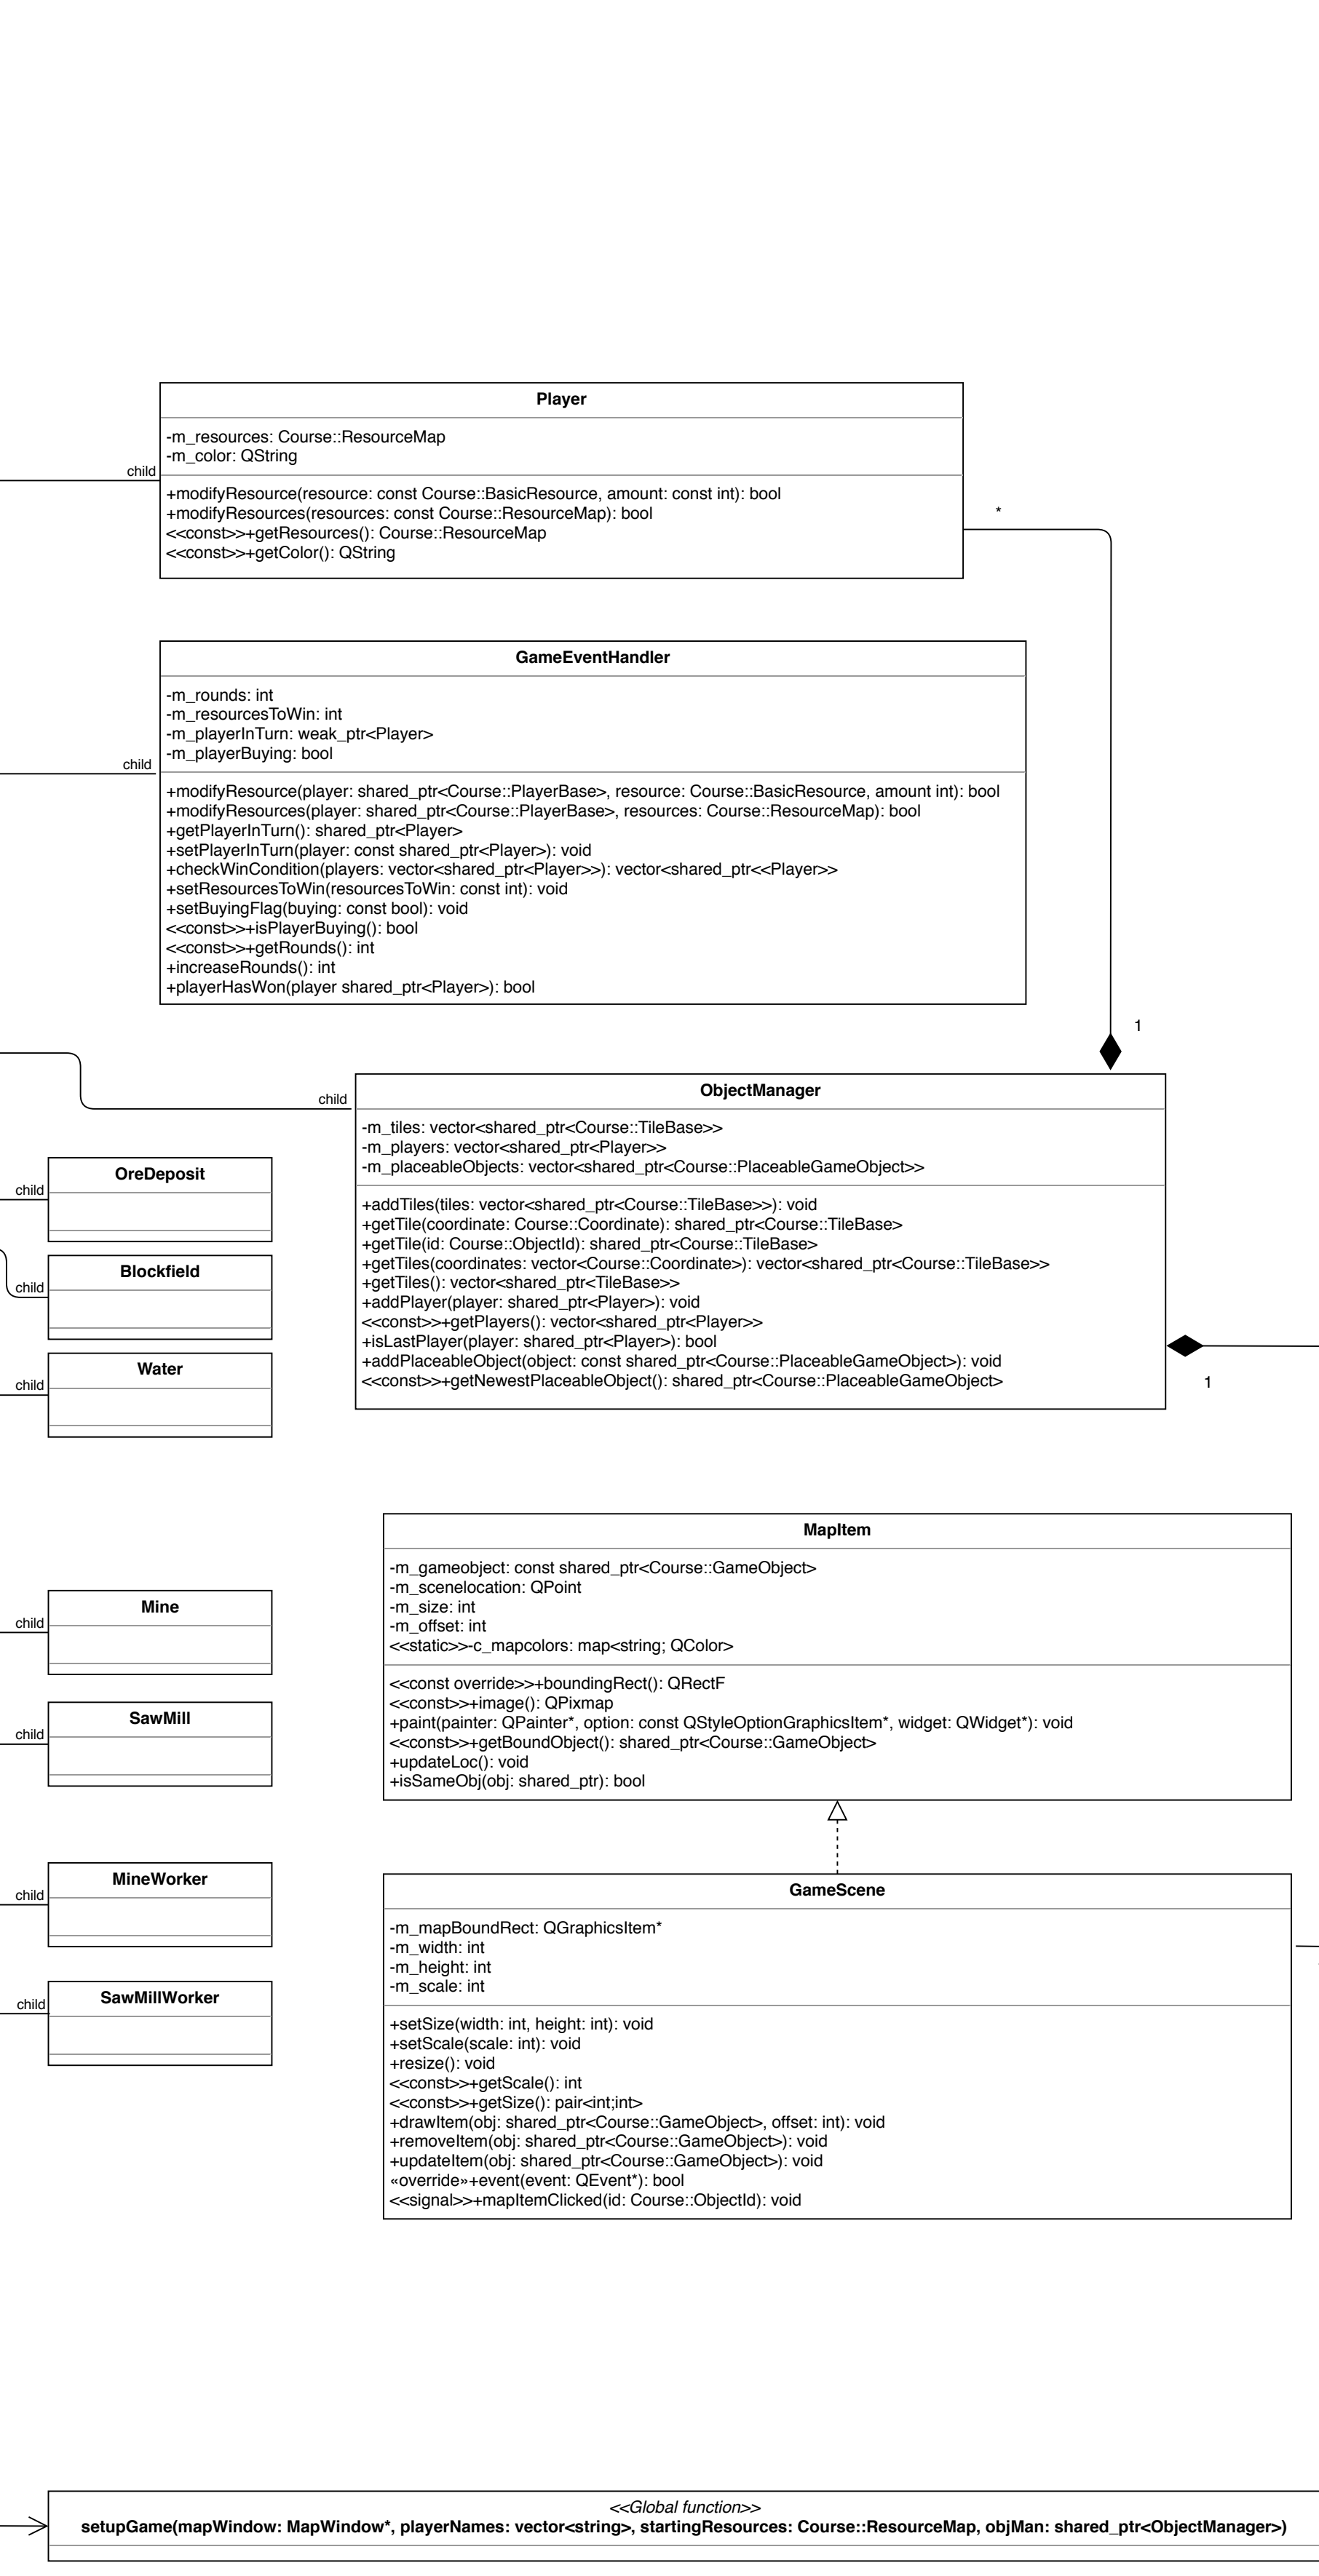 Player
-m_resources: Course::ResourceMap
-m_color: QString
child
+modifyResource(resource: const Course::BasicResource, amount: const int): bool
+modifyResources(resources: const Course::ResourceMap): bool
<<const>>+getResources(): Course::ResourceMap
<<const>>+getColor(): QString
*
GameEventHandler
-m_rounds: int
-m_resourcesToWin: int
-m_playerInTurn: weak_ptr<Player>
-m_playerBuying: bool
child
+modifyResource(player: shared_ptr<Course::PlayerBase>, resource: Course::BasicResource, amount int): bool
+modifyResources(player: shared_ptr<Course::PlayerBase>, resources: Course::ResourceMap): bool
+getPlayerInTurn(): shared_ptr<Player>
+setPlayerInTurn(player: const shared_ptr<Player>): void
+checkWinCondition(players: vector<shared_ptr<Player>>): vector<shared_ptr<<Player>>
+setResourcesToWin(resourcesToWin: const int): void
+setBuyingFlag(buying: const bool): void
<<const>>+isPlayerBuying(): bool
<<const>>+getRounds(): int
+increaseRounds(): int
+playerHasWon(player shared_ptr<Player>): bool
1
ObjectManager
child
-m_tiles: vector<shared_ptr<Course::TileBase>>
-m_players: vector<shared_ptr<Player>>
-m_placeableObjects: vector<shared_ptr<Course::PlaceableGameObject>>
+addTiles(tiles: vector<shared_ptr<Course::TileBase>>): void
+getTile(coordinate: Course::Coordinate): shared_ptr<Course::TileBase>
+getTile(id: Course::ObjectId): shared_ptr<Course::TileBase>
+getTiles(coordinates: vector<Course::Coordinate>): vector<shared_ptr<Course::TileBase>>
+getTiles(): vector<shared_ptr<TileBase>>
+addPlayer(player: shared_ptr<Player>): void
<<const>>+getPlayers(): vector<shared_ptr<Player>>
+isLastPlayer(player: shared_ptr<Player>): bool
+addPlaceableObject(object: const shared_ptr<Course::PlaceableGameObject>): void
<<const>>+getNewestPlaceableObject(): shared_ptr<Course::PlaceableGameObject>
1
OreDeposit
child
Blockfield
child
Water
child
MapItem
-m_gameobject: const shared_ptr<Course::GameObject>
-m_scenelocation: QPoint
-m_size: int
-m_offset: int
<<static>>-c_mapcolors: map<string; QColor>
<<const override>>+boundingRect(): QRectF
<<const>>+image(): QPixmap
+paint(painter: QPainter*, option: const QStyleOptionGraphicsItem*, widget: QWidget*): void
<<const>>+getBoundObject(): shared_ptr<Course::GameObject>
+updateLoc(): void
+isSameObj(obj: shared_ptr): bool
Mine
child
SawMill
child
MineWorker
child
SawMillWorker
child
GameScene
-m_mapBoundRect: QGraphicsItem*
-m_width: int
-m_height: int
-m_scale: int
+setSize(width: int, height: int): void
+setScale(scale: int): void
+resize(): void
<<const>>+getScale(): int
<<const>>+getSize(): pair<int;int>
+drawItem(obj: shared_ptr<Course::GameObject>, offset: int): void
+removeItem(obj: shared_ptr<Course::GameObject>): void
+updateItem(obj: shared_ptr<Course::GameObject>): void
«override»+event(event: QEvent*): bool
<<signal>>+mapItemClicked(id: Course::ObjectId): void
<<Global function>>
setupGame(mapWindow: MapWindow*, playerNames: vector<string>, startingResources: Course::ResourceMap, objMan: shared_ptr<ObjectManager>)